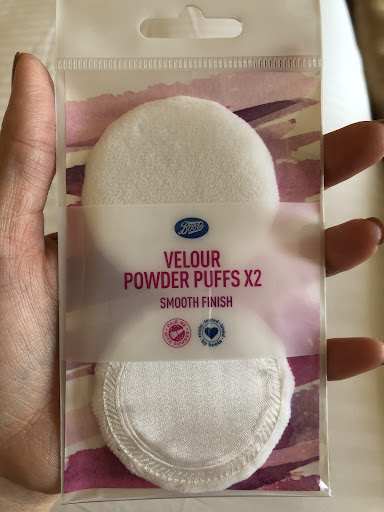 Boots
VELOUR
POWDER PUFFS X2
SMOOTH FINISH